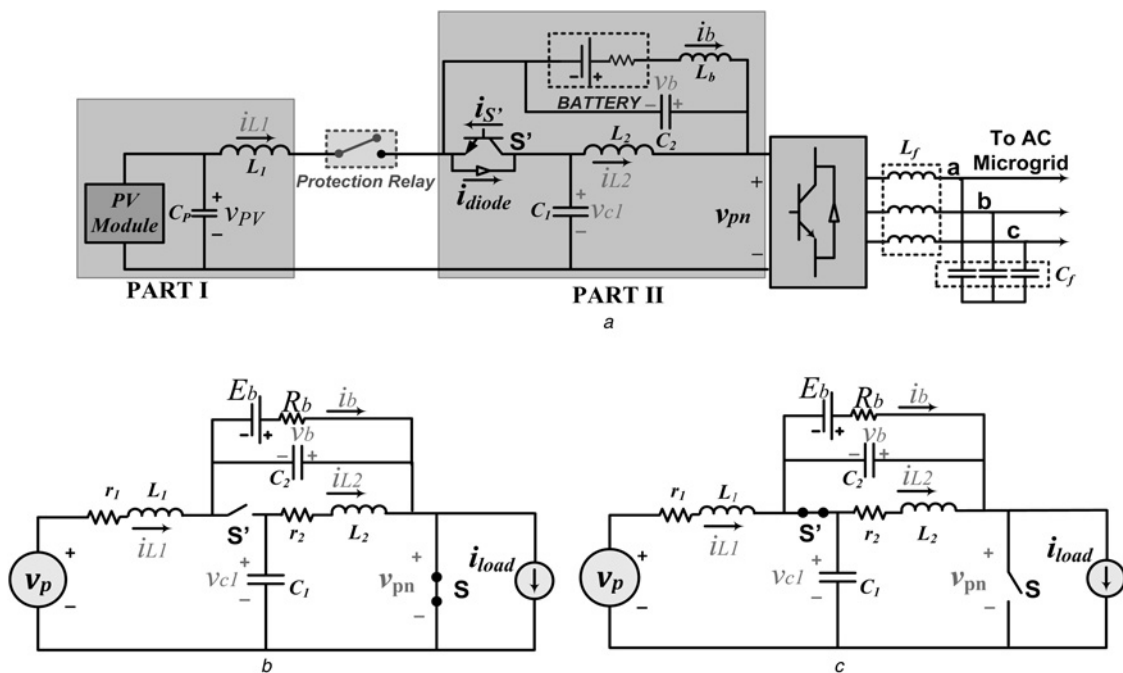 i_b
L_b
v_b
BATTERY
C_2
i_S'
S'
i_L1
L_1
L_2
i_L2
L_f
To AC
Microgrid
Protection Relay
i_diode
PV
Module
C_P
+
v_PV
−
C_1
+
v_c1
−
+
v_pn
−
a
b
c
C_f
PART I
PART II
a
E_b
R_b
i_b
− +
v_b
− +
C_2
i_L2
r_1
L_1
S'
r_2
L_2
i_L1
+
v_p
−
+
v_c1
−
C_1
+
v_pn
−
S
i_load
b
E_b
R_b
i_b
− +
v_b
− +
C_2
i_L2
r_1
L_1
S'
r_2
L_2
i_L1
+
v_p
−
+
v_c1
−
C_1
+
v_pn
−
S
i_load
c